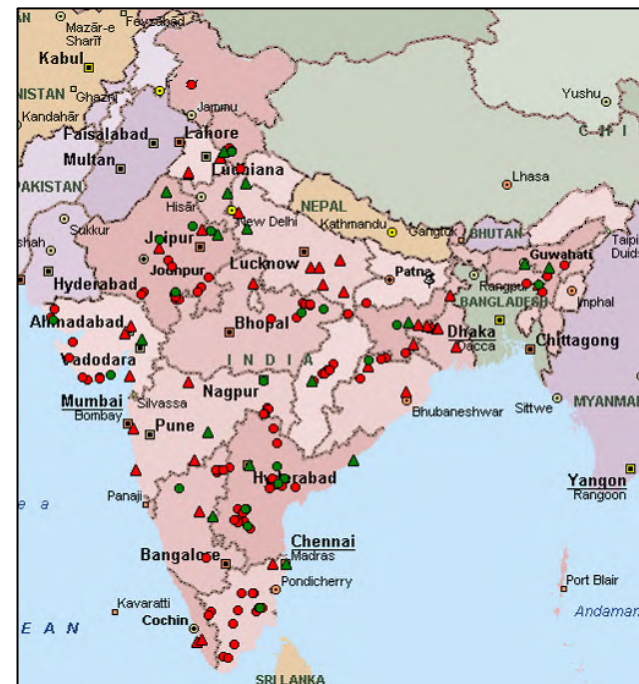 Feyzābād
Mazār-e
Sharīf
Kabul
Ghazni
NISTAN
Kandahār
Jammu
Yushu
Faisalabad
Lahore
C H I
Multan
Ludhiana
Lhasa
PAKISTAN
Hisār
NEPAL
New Delhi
Kathmandu
Gangtok
BHUTAN
Taipi
Duids
Sukkur
Jaipur
Guwahati
Jodhpur
Lucknow
Patna
Rangpur
Imphal
Hyderabad
BANGLADESH
Ahmadabad
Bhopal
Dhaka
Dacca
Chittagong
Vadodara
I N D I A
Nagpur
Silvassa
Mumbai
Bombay
Bhubaneshwar
Sittwe
MYANMA
Pune
Hyderabad
Yangon
Rangoon
Panaji
e a
Chennai
Madras
Bangalore
Pondicherry
Port Blair
Kavaratti
Andaman
E A N
Cochin
SRI LANKA